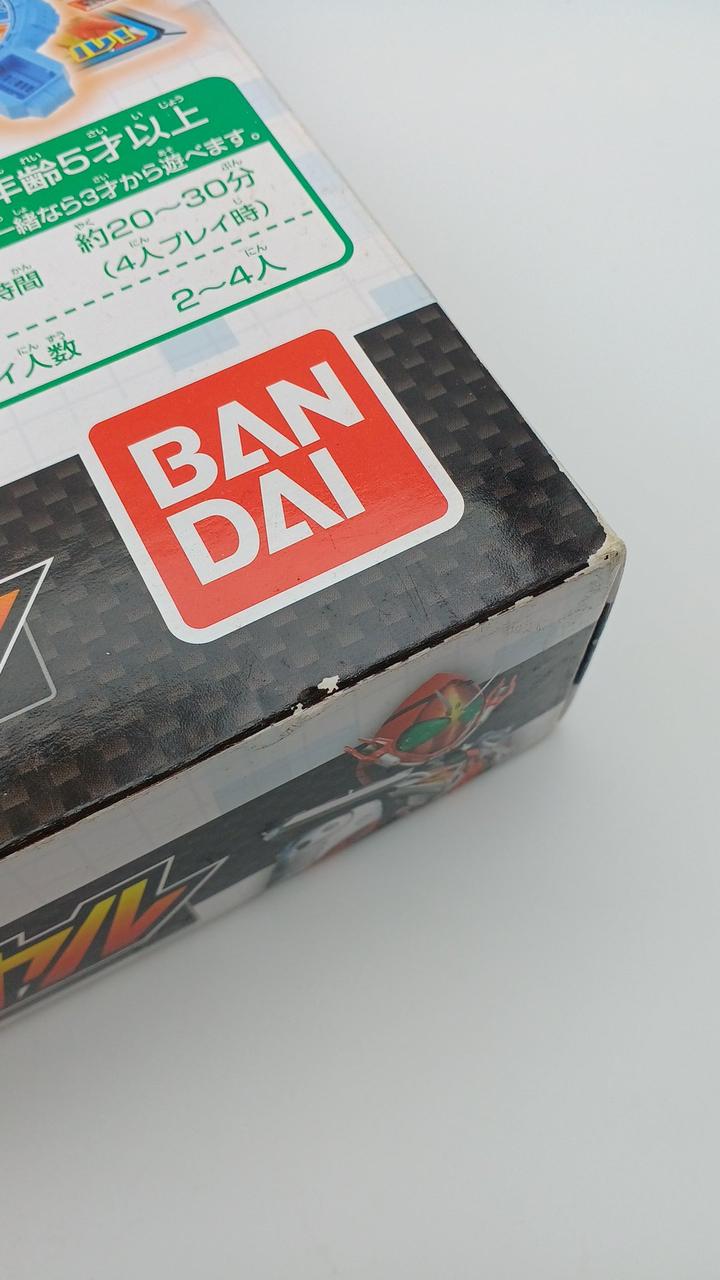 年齢5才以上
一緒なら3才から遊べます。
時間 約20～30分
(4人プレイ時)
イ人数 2～4人
BAN
DAI
ャル